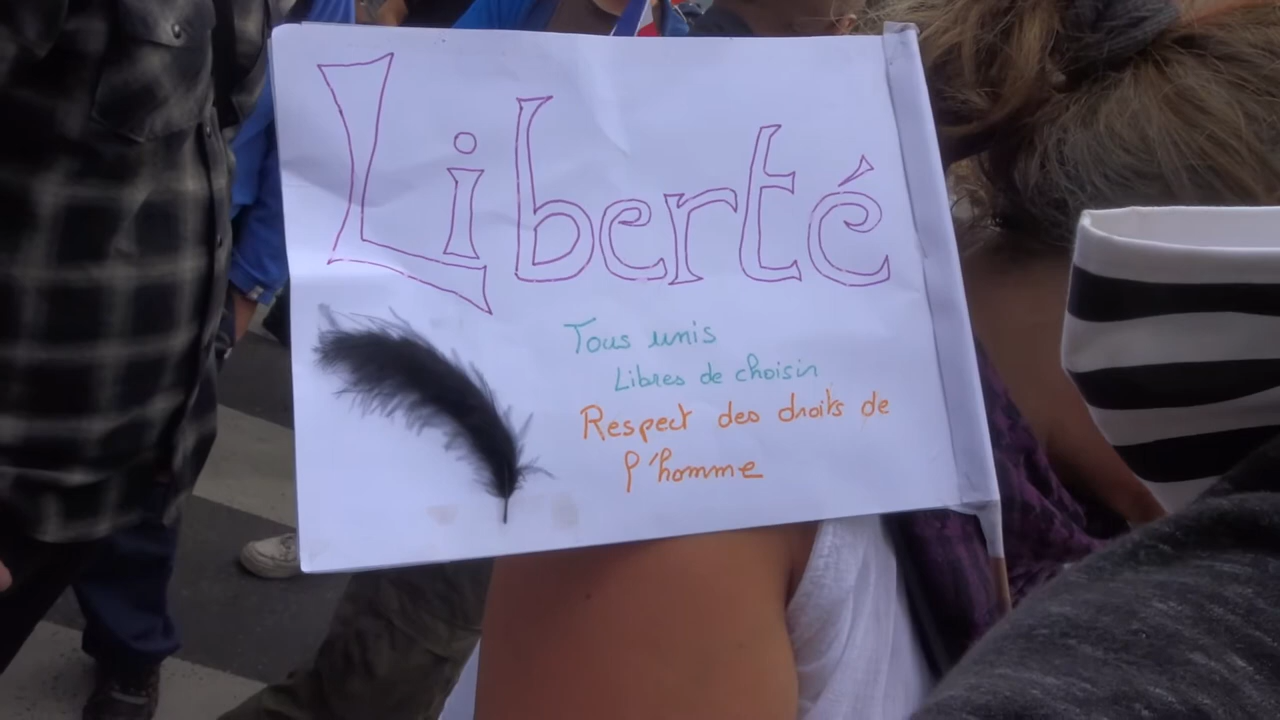 Liberté
Tous unis
Libres de choisir
Respect des droits de
l'homme